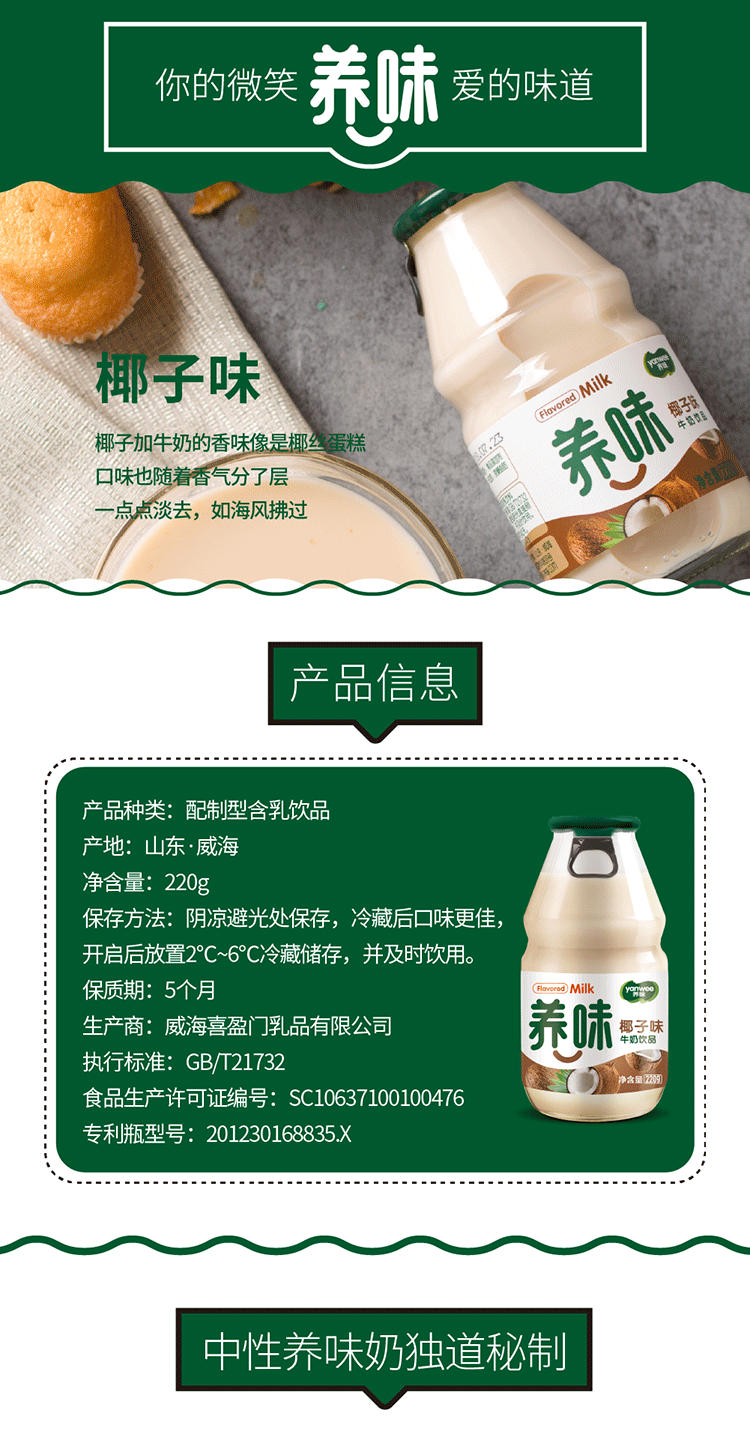 你的微笑 养味 爱的味道
椰子味
椰子加牛奶的香味像是椰丝蛋糕
口味也随着香气分了层
一点点淡去，如海风拂过
Flavored Milk
yanwee
养味
养味
椰子味
牛奶饮品
净含量
产品信息
产品种类：配制型含乳饮品
产地：山东·威海
净含量：220g
保存方法：阴凉避光处保存，冷藏后口味更佳，
开启后放置2℃~6℃冷藏储存，并及时饮用。
保质期：5个月
生产商：威海喜盈门乳品有限公司
执行标准：GB/T21732
食品生产许可证编号：SC10637100100476
专利瓶型号：201230168835.X
Flavored Milk
yanwee
养味
养味
椰子味
牛奶饮品
净含量 220g
中性养味奶独道秘制